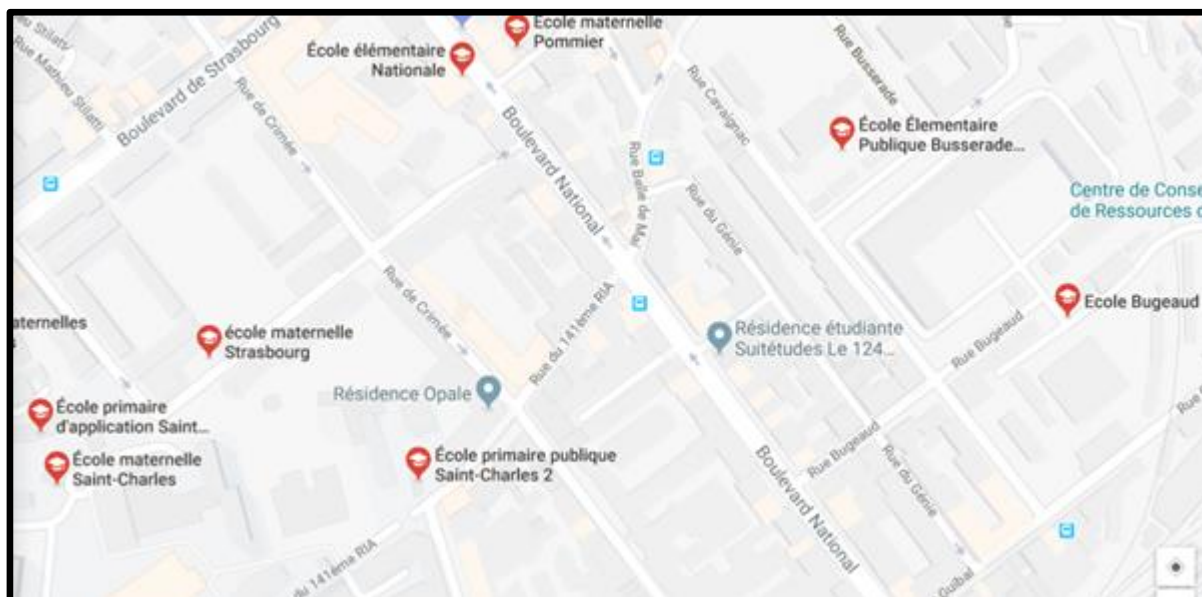 École maternelle
Pommier
École élémentaire
Nationale
Boulevard de Strasbourg
Rue Mathieu Stilatti
Rue de Crimée
Rue Busserade
Rue Cavaignac
École Élementaire
Publique Busserade...
Boulevard National
Rue Belle de Mai
Rue du Génie
Centre de Conse
de Ressources
Rue de Crimée
Rue du 141ème RIA
Ecole Bugeaud
aternelles
école maternelle
Strasbourg
Résidence étudiante
Suitétudes Le 124...
Rue Bugeaud
Résidence Opale
École primaire
d'application Saint...
École maternelle
Saint-Charles
École primaire publique
Saint-Charles 2
Rue Bugeaud
Boulevard National
Rue du Génie
Rue
du 141ème RIA
Guibal